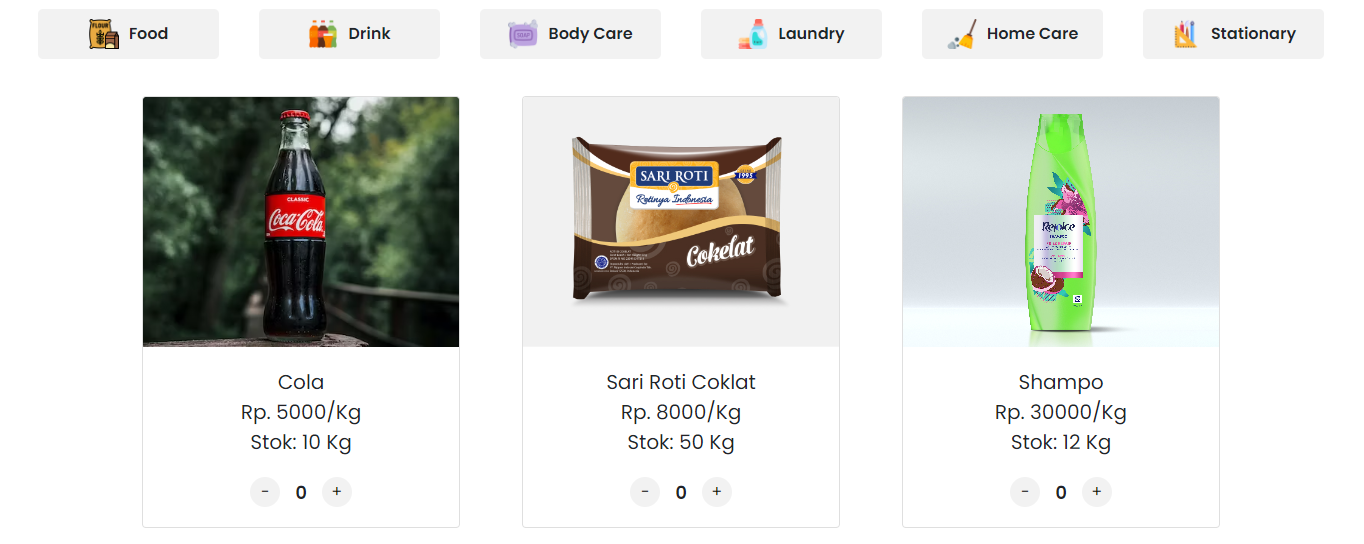 FLOUR
Food
Drink
SOAP
Body Care
Laundry
Home Care
Stationary
CLASSIC
Coca-Cola
SARI ROTI
Rotinya Indonesia
1995
Cokelat
Rejoice
SHAMPOO
Cola
Rp. 5000/Kg
Stok: 10 Kg
Sari Roti Coklat
Rp. 8000/Kg
Stok: 50 Kg
Shampo
Rp. 30000/Kg
Stok: 12 Kg
- 0 +
- 0 +
- 0 +